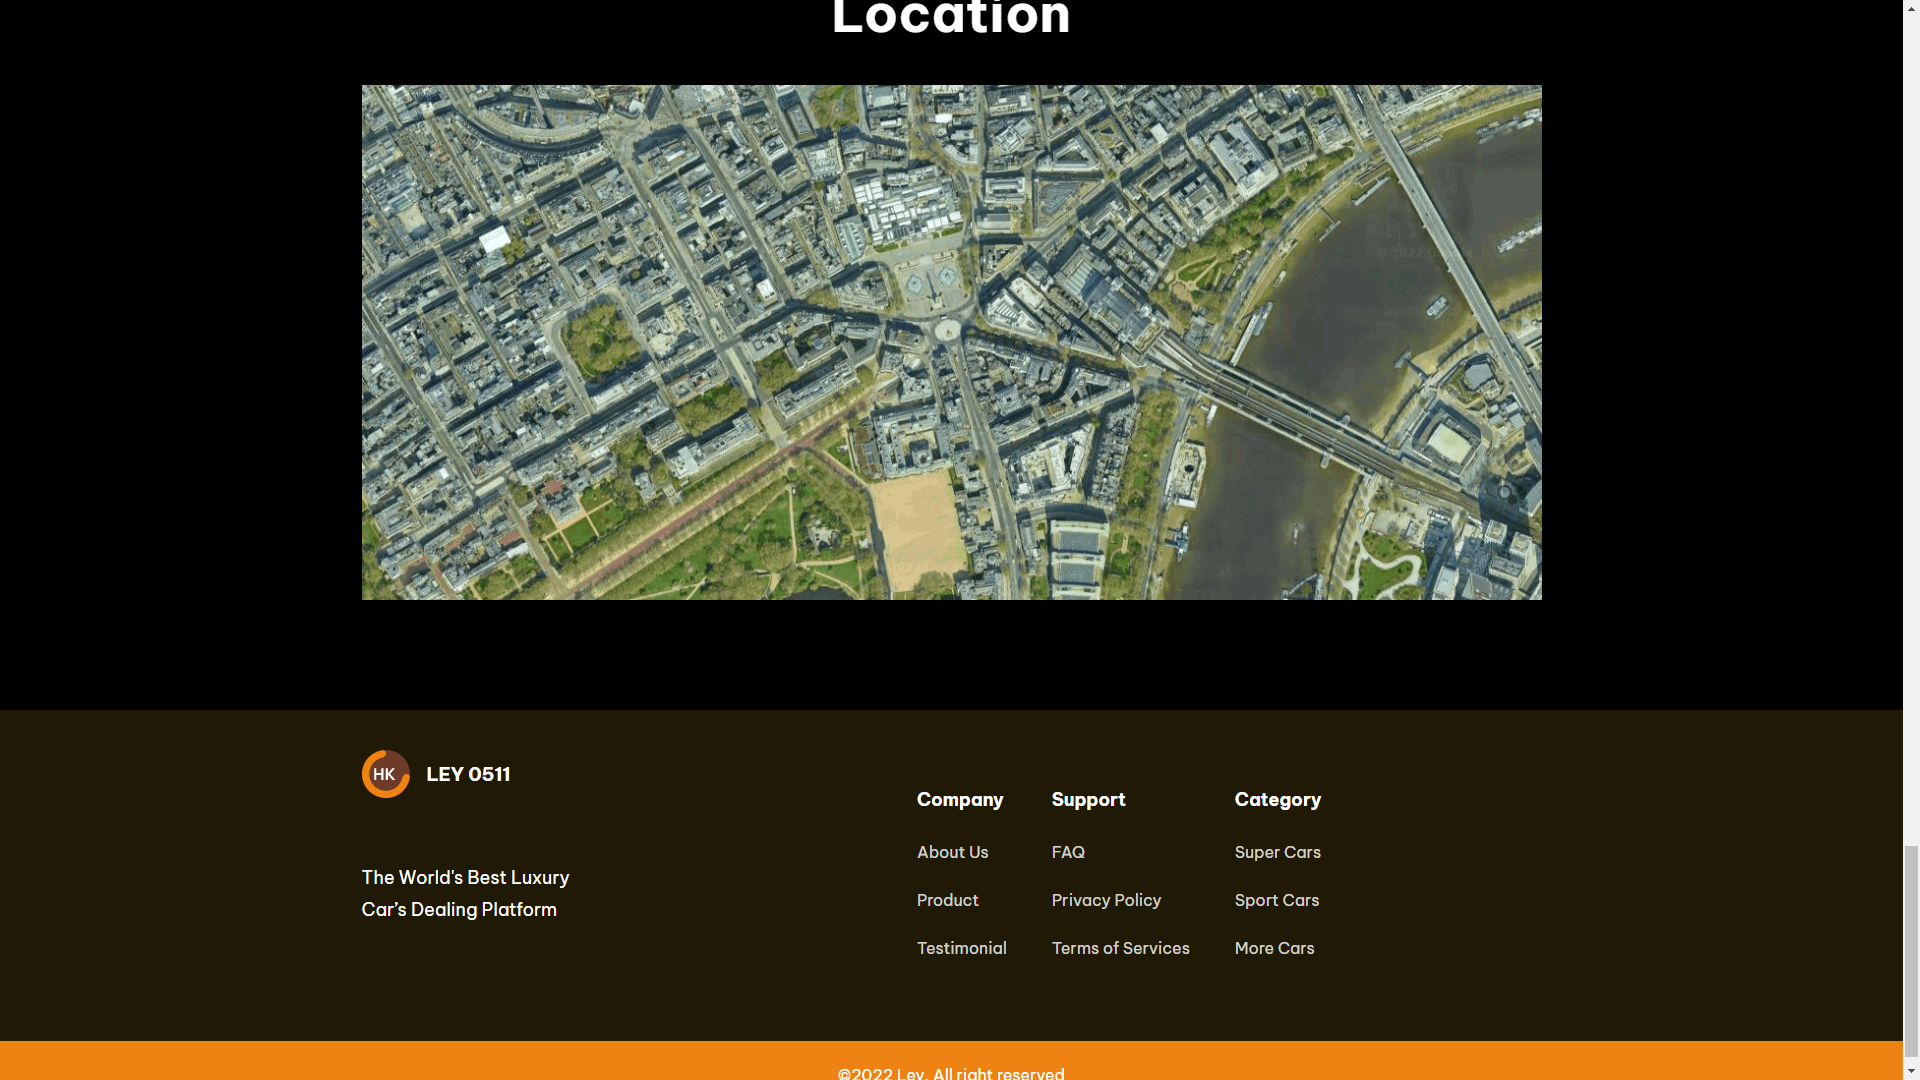 Location
© 2022
HK
LEY 0511
The World's Best Luxury
Car’s Dealing Platform
Company
About Us
Product
Testimonial
Support
FAQ
Privacy Policy
Terms of Services
Category
Super Cars
Sport Cars
More Cars
©2022 Ley. All right reserved